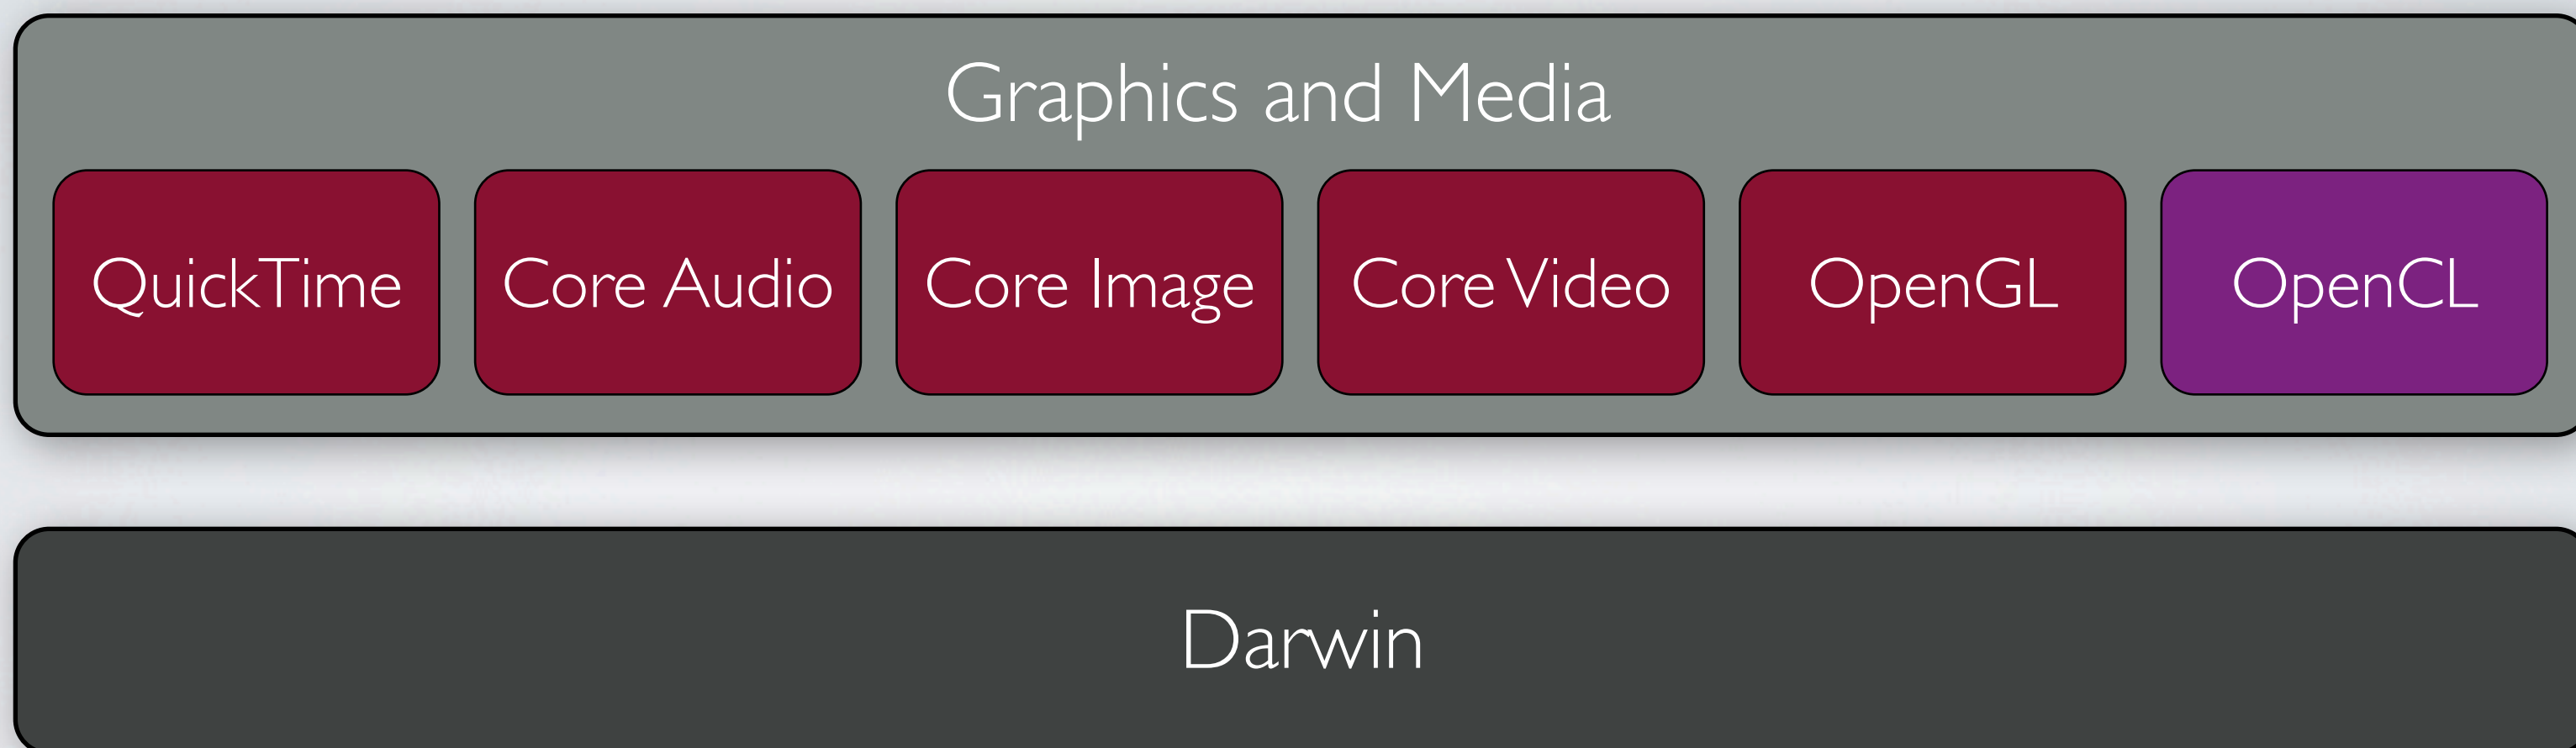 Graphics and Media
QuickTime
Core Audio
Core Image
Core Video
OpenGL
OpenCL
Darwin